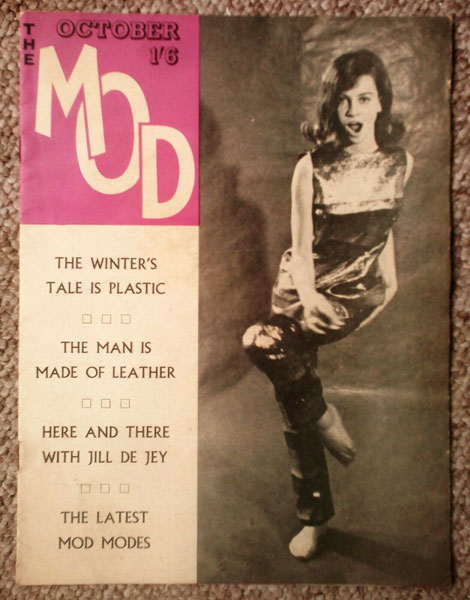 THE
OCTOBER
1'6
MOD
THE WINTER'S
TALE IS PLASTIC
THE MAN IS
MADE OF LEATHER
HERE AND THERE
WITH JILL DE JEY
THE LATEST
MOD MODES